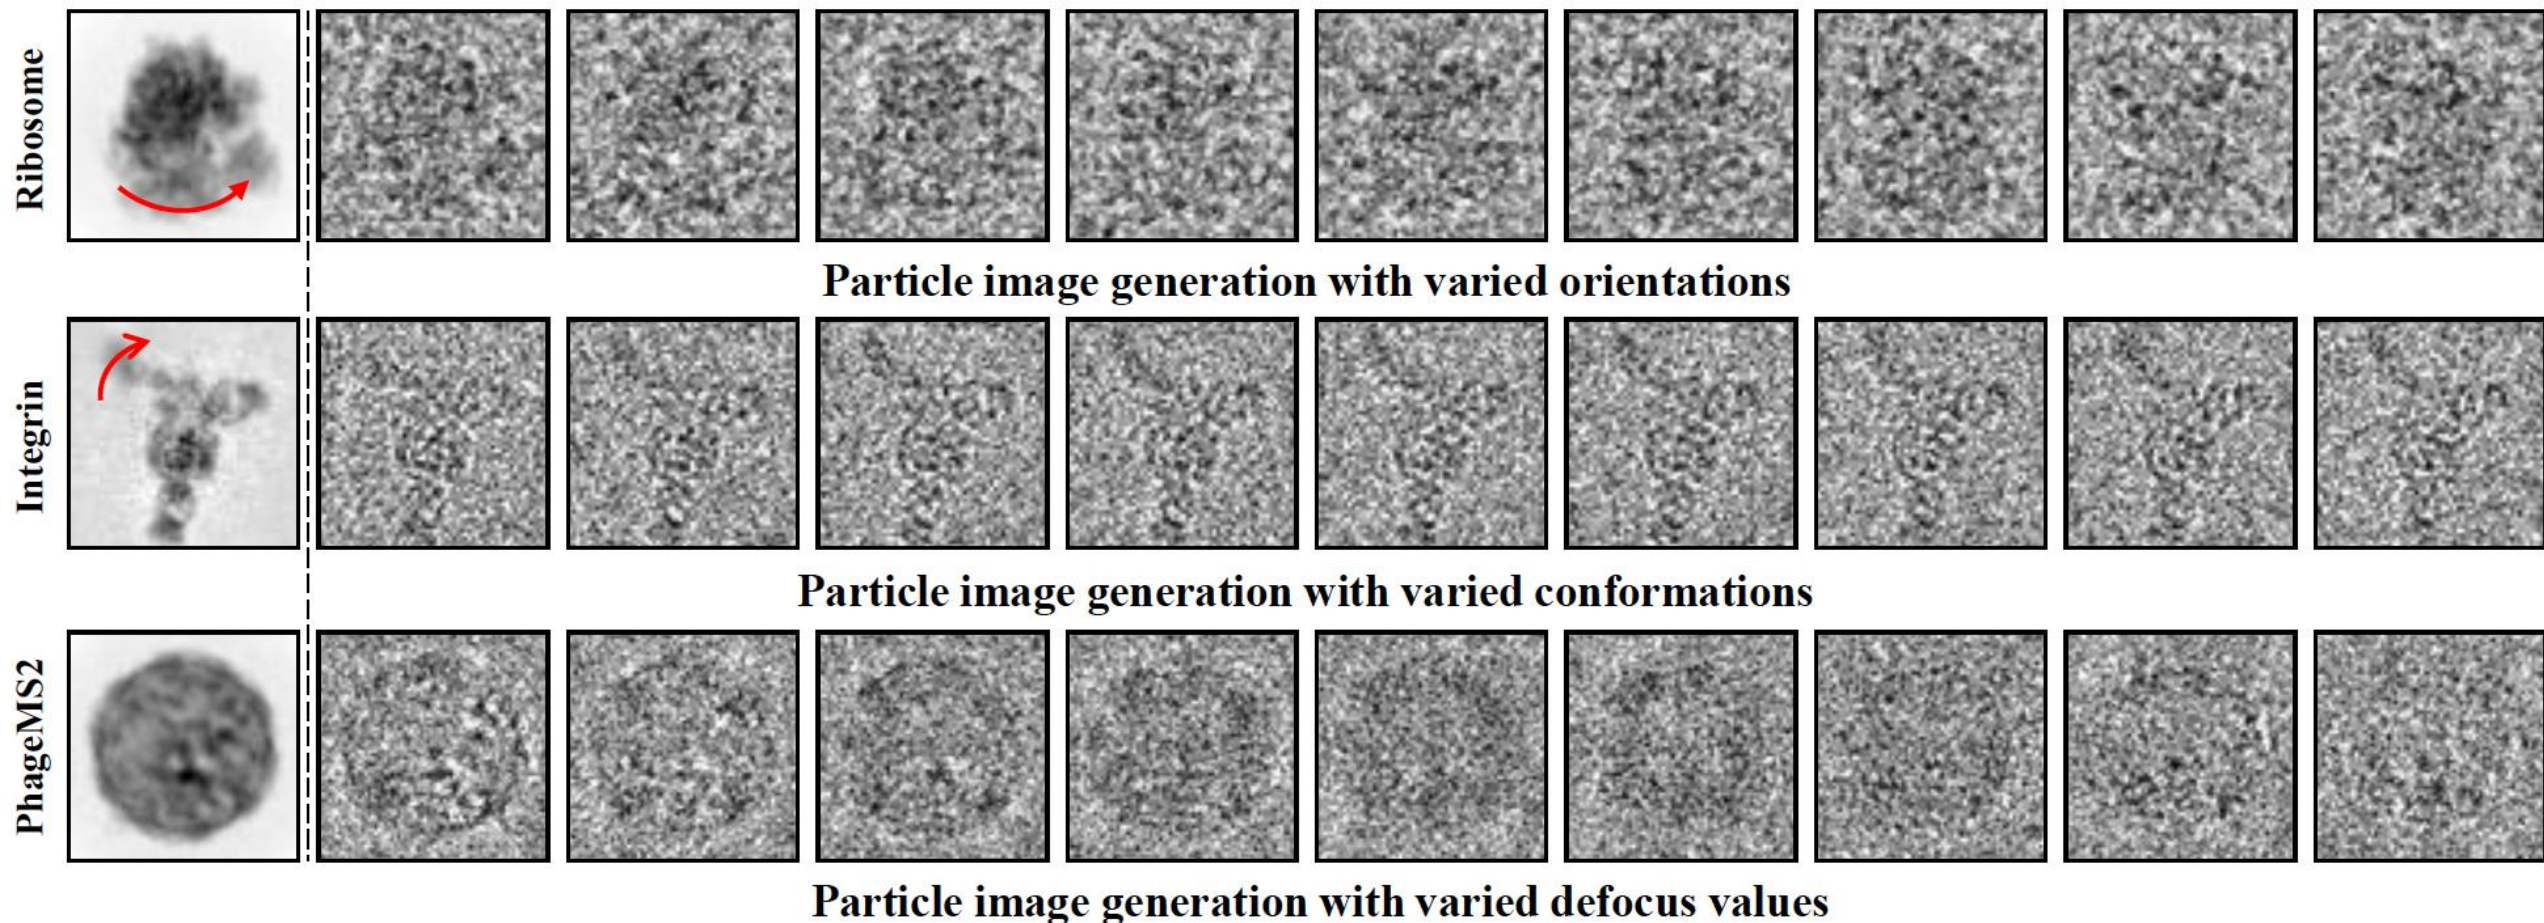 Ribosome
Particle image generation with varied orientations
Integrin
Particle image generation with varied conformations
PhageMS2
Particle image generation with varied defocus values